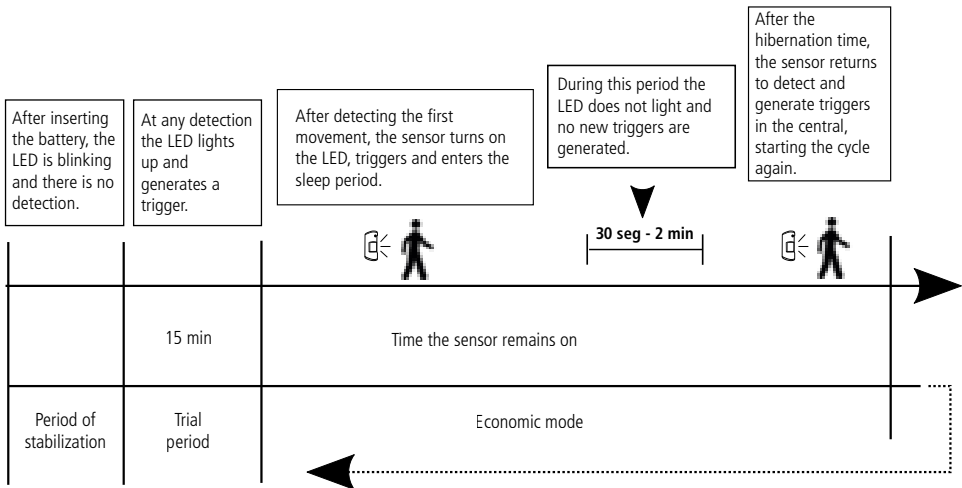 After inserting
the battery, the
LED is blinking
and there is no
detection.
At any detection
the LED lights
up and
generates a
trigger.
After detecting the first
movement, the sensor turns on
the LED, triggers and enters the
sleep period.
During this period the
LED does not light and
no new triggers are
generated.
After the
hibernation time,
the sensor returns
to detect and
generate triggers
in the central,
starting the cycle
again.
30 seg - 2 min
15 min
Time the sensor remains on
Period of
stabilization
Trial
period
Economic mode